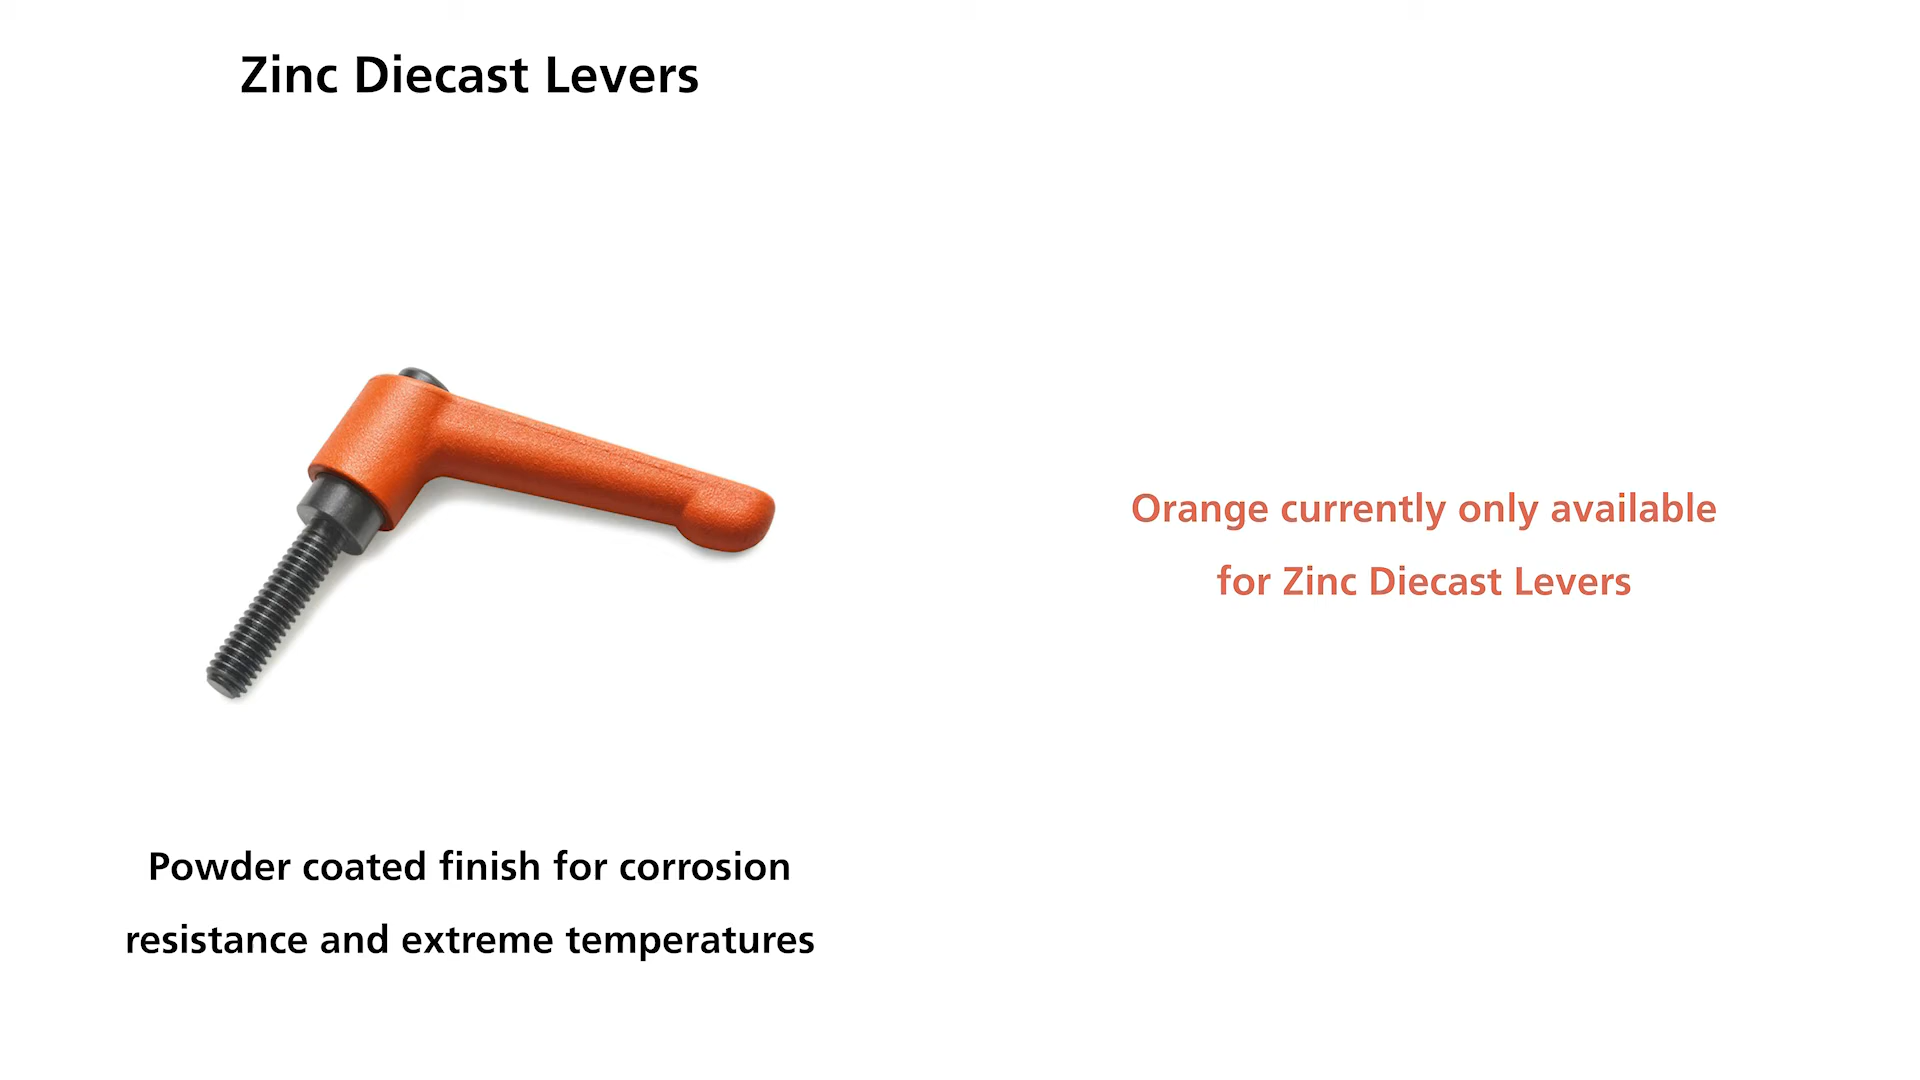 Zinc Diecast Levers
Orange currently only available
for Zinc Diecast Levers
Powder coated finish for corrosion
resistance and extreme temperatures